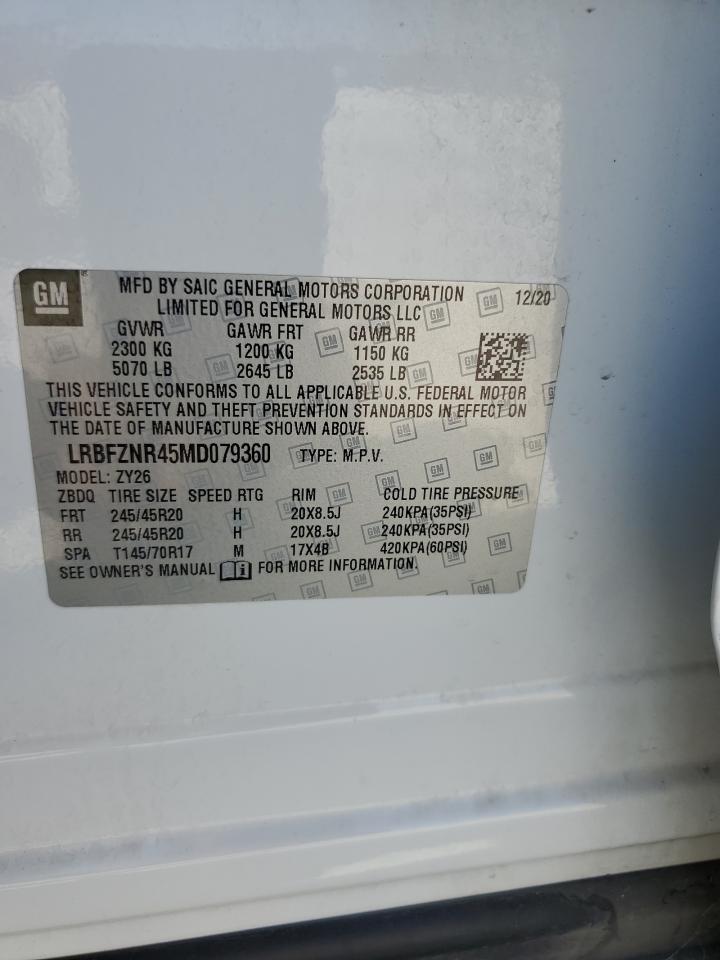 GM
MFD BY SAIC GENERAL MOTORS CORPORATION 12/20
LIMITED FOR GENERAL MOTORS LLC
GVWR GAWR FRT GAWR RR
2300 KG 1200 KG 1150 KG
5070 LB 2645 LB 2535 LB
THIS VEHICLE CONFORMS TO ALL APPLICABLE U.S. FEDERAL MOTOR
VEHICLE SAFETY AND THEFT PREVENTION STANDARDS IN EFFECT ON
THE DATE OF MANUFACTURE SHOWN ABOVE.
LRBFZNR45MD079360 TYPE: M.P.V.
MODEL: ZY26
ZBDQ TIRE SIZE SPEED RTG RIM COLD TIRE PRESSURE
FRT 245/45R20 H 20X8.5J 240KPA(35PSI)
RR 245/45R20 H 20X8.5J 240KPA(35PSI)
SPA T145/70R17 M 17X4B 420KPA(60PSI)
SEE OWNER'S MANUAL FOR MORE INFORMATION.